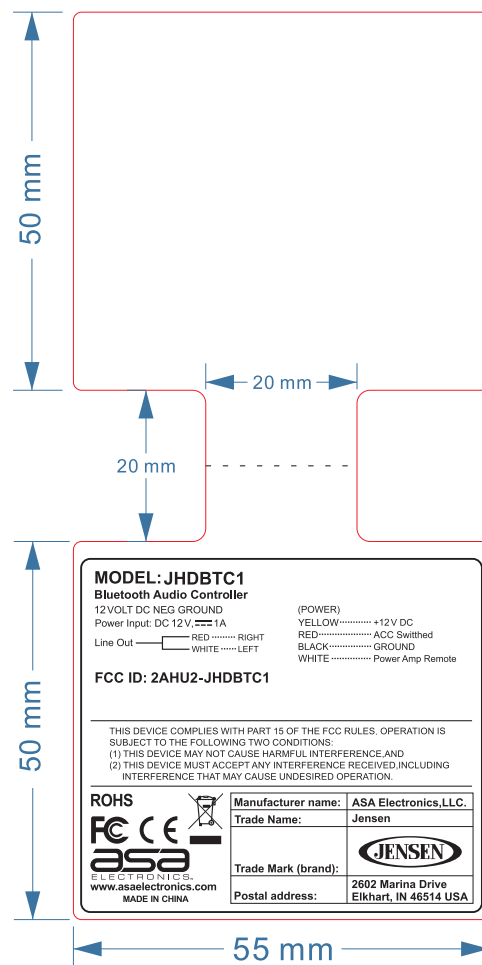 50 mm
20 mm
20 mm
50 mm
MODEL: JHDBTC1
Bluetooth Audio Controller
12VOLT DC NEG GROUND
Power Input: DC 12V, 1A
Line Out RED ········ RIGHT
WHITE ······ LEFT
(POWER)
YELLOW ············ +12V DC
RED ················ ACC Swithed
BLACK ············· GROUND
WHITE ·············· Power Amp Remote
FCC ID: 2AHU2-JHDBTC1
THIS DEVICE COMPLIES WITH PART 15 OF THE FCC RULES. OPERATION IS
SUBJECT TO THE FOLLOWING TWO CONDITIONS:
(1) THIS DEVICE MAY NOT CAUSE HARMFUL INTERFERENCE,AND
(2) THIS DEVICE MUST ACCEPT ANY INTERFERENCE RECEIVED,INCLUDING
INTERFERENCE THAT MAY CAUSE UNDESIRED OPERATION.
ROHS
FC CE
asa
ELECTRONICS
www.asaelectronics.com
MADE IN CHINA
Manufacturer name: ASA Electronics,LLC.
Trade Name: Jensen
Trade Mark (brand): JENSEN
Postal address: 2602 Marina Drive
Elkhart, IN 46514 USA
55 mm